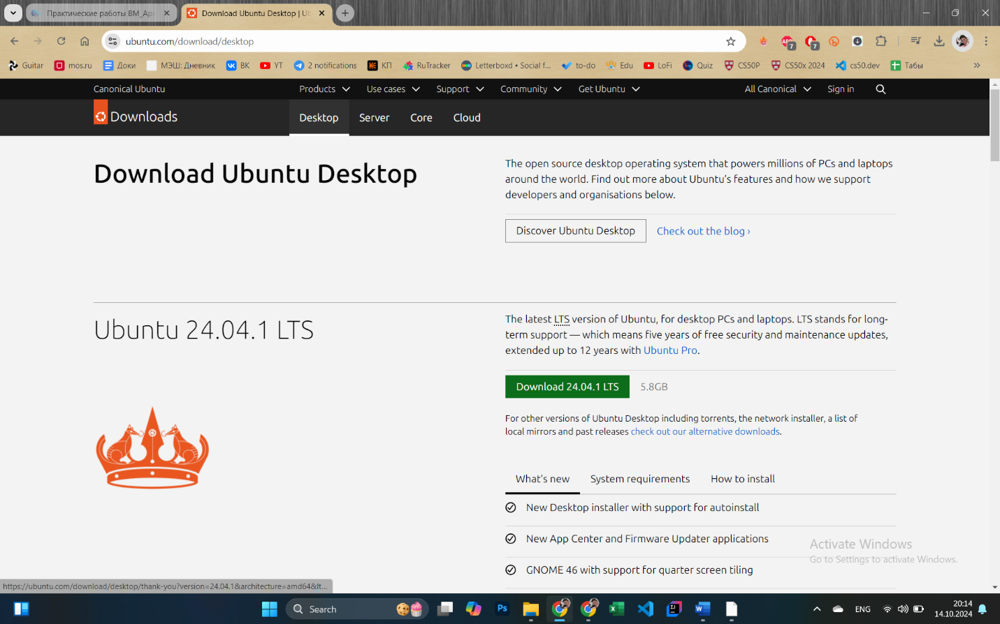 Практические работы ВМ_Ар
Download Ubuntu Desktop | Ub
ubuntu.com/download/desktop
7
7
Guitar
mos.ru
Доки
МЭШ: Дневник
ВК
YT
2 notifications
КП
RuTracker
Letterboxd • Social f...
to-do
Edu
LoFi
Quiz
CS50P
CS50x 2024
cs50.dev
Табы
»
Canonical Ubuntu
Products
Use cases
Support
Community
Get Ubuntu
All Canonical
Sign in
Downloads
Desktop
Server
Core
Cloud
Download Ubuntu Desktop
The open source desktop operating system that powers millions of PCs and laptops
around the world. Find out more about Ubuntu’s features and how we support
developers and organisations below.
Discover Ubuntu Desktop
Check out the blog ›
Ubuntu 24.04.1 LTS
The latest LTS version of Ubuntu, for desktop PCs and laptops. LTS stands for long-
term support — which means five years of free security and maintenance updates,
extended up to 12 years with Ubuntu Pro.
Download 24.04.1 LTS
5.8GB
For other versions of Ubuntu Desktop including torrents, the network installer, a list of
local mirrors and past releases check out our alternative downloads.
What’s new
System requirements
How to install
New Desktop installer with support for autoinstall
New App Center and Firmware Updater applications
GNOME 46 with support for quarter screen tiling
Activate Windows
Go to Settings to activate Windows.
https://ubuntu.com/download/desktop/thank-you?version=24.04.1&architecture=amd64&lt...
Search
Ps
ENG
20:14
14.10.2024